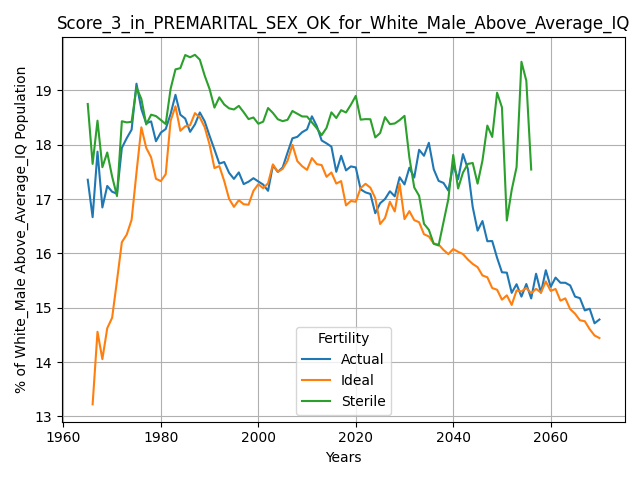 Score_3_in_PREMARITAL_SEX_OK_for_White_Male_Above_Average_IQ
% of White_Male Above_Average_IQ Population
19
18
17
16
15
14
13
Fertility
Actual
Ideal
Sterile
1960
1980
2000
2020
2040
2060
Years